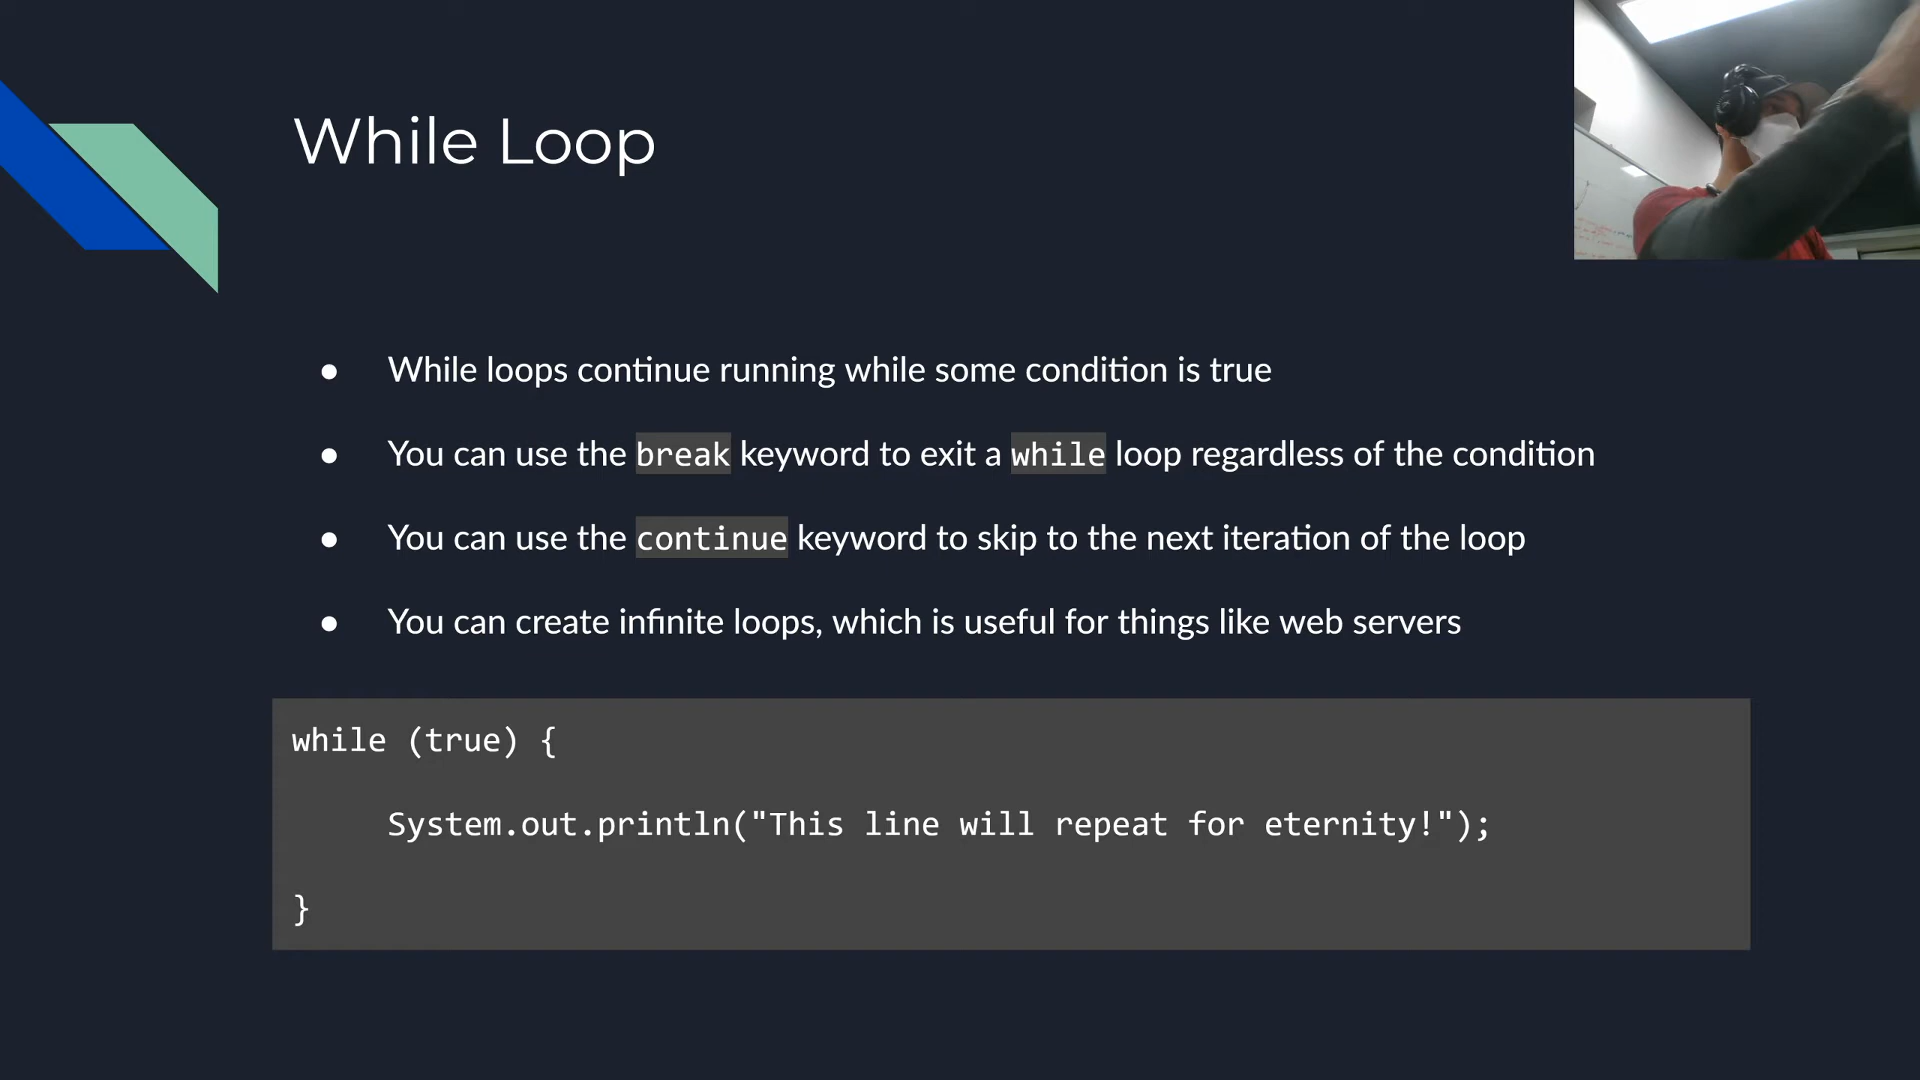 While Loop
While loops continue running while some condition is true
You can use the break keyword to exit a while loop regardless of the condition
You can use the continue keyword to skip to the next iteration of the loop
You can create infinite loops, which is useful for things like web servers
while (true) {
System.out.println("This line will repeat for eternity!");
}